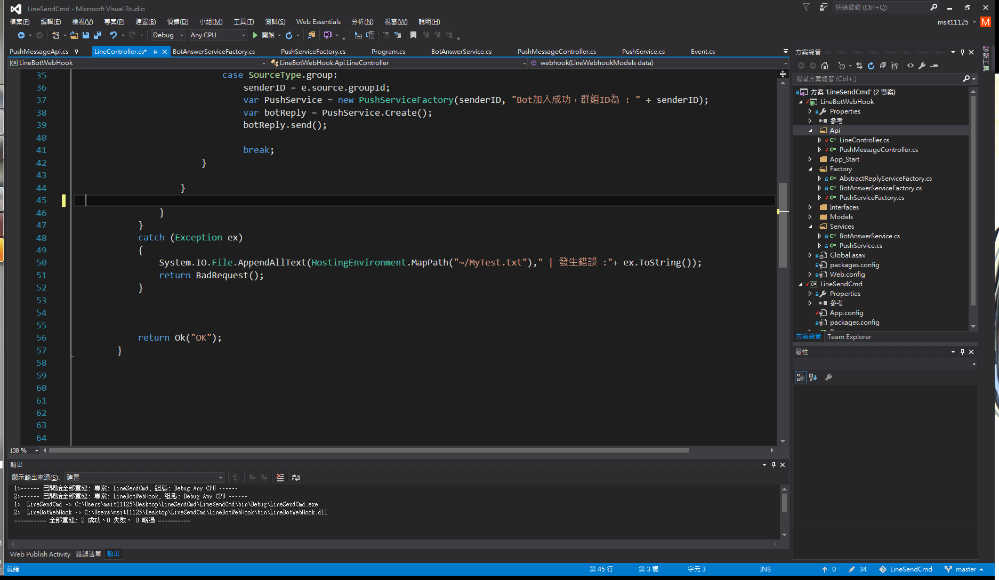 LineSendCmd - Microsoft Visual Studio
快速啟動 (Ctrl+Q)
檔案(F) 編輯(E) 檢視(V) 專案(P) 建置(B) 偵錯(D) 小組(M) 工具(T) 測試(S) Web Essentials 分析(N) 視窗(W) 說明(H)
msit11125 M
Debug Any CPU 開始
PushMessageApi.cs LineController.cs* BotAnswerServiceFactory.cs PushServiceFactory.cs Program.cs BotAnswerService.cs PushMessageController.cs PushService.cs Event.cs
LineBotWebHook LineBotWebHook.Api.LineController webhook(LineWebhookModels data)
35 case SourceType.group:
36 senderID = e.source.groupId;
37 var PushService = new PushServiceFactory(senderID, "Bot加入成功，群組ID為 : " + senderID);
38 var botReply = PushService.Create();
39 botReply.send();
40
41 break;
42 }
43
44 }
45
46 }
47 }
48 catch (Exception ex)
49 {
50 System.IO.File.AppendAllText(HostingEnvironment.MapPath("~/MyTest.txt")," | 發生錯誤 :"+ ex.ToString());
51 return BadRequest();
52 }
53
54
55
56 return Ok("OK");
57 }
58
59
60
61
62
63
64
138 %
輸出
顯示輸出來源(S): 建置
1>------ 已開始全部重建: 專案: LineSendCmd, 組態: Debug Any CPU ------
2>------ 已開始全部重建: 專案: LineBotWebHook, 組態: Debug Any CPU ------
1> LineSendCmd -> C:\Users\msit11125\Desktop\LineSendCmd\LineSendCmd\bin\Debug\LineSendCmd.exe
2> LineBotWebHook -> C:\Users\msit11125\Desktop\LineSendCmd\LineBotWebHook\bin\LineBotWebHook.dll
========== 全部重建: 2 成功、0 失敗、 0 略過 ==========
Web Publish Activity 錯誤清單 輸出
方案總管
搜尋方案總管 (Ctrl+;)
方案 'LineSendCmd' (2 專案)
LineBotWebHook
Properties
參考
Api
LineController.cs
PushMessageController.cs
App_Start
Factory
AbstractReplyServiceFactory.cs
BotAnswerServiceFactory.cs
PushServiceFactory.cs
Interfaces
Models
Services
BotAnswerService.cs
PushService.cs
Global.asax
packages.config
Web.config
LineSendCmd
Properties
參考
App.config
packages.config
方案總管 Team Explorer
屬性
診斷工具
就緒 第 45 行 第 3 欄 字元 3 INS 0 34 LineSendCmd master